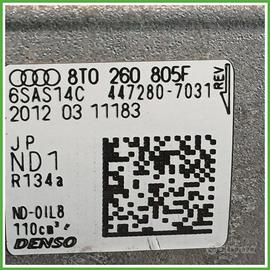 8T0 260 805F
6SAS14C 447280-7031
REV
2012 03 11183
JP
ND1
R134a
ND-OIL8
110cm³
DENSO